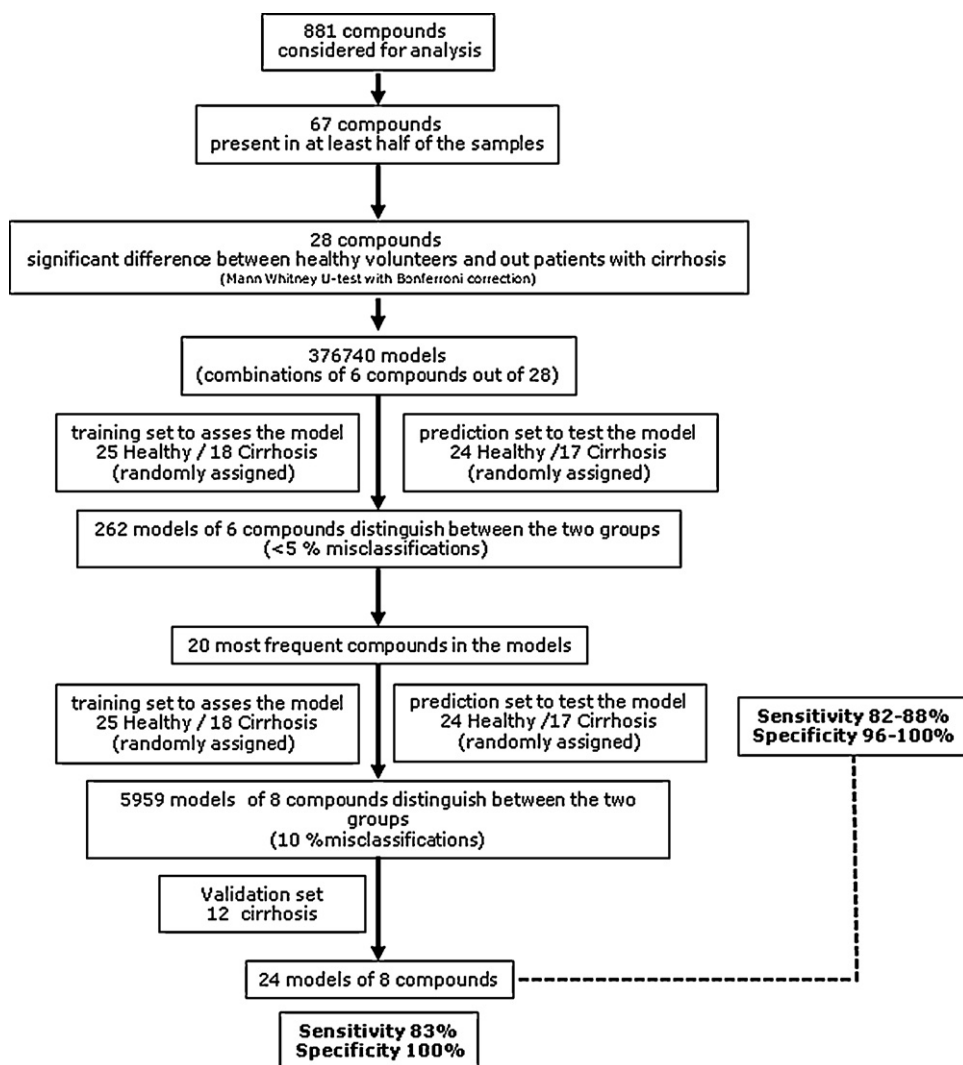 881 compounds
considered for analysis
67 compounds
present in at least half of the samples
28 compounds
significant difference between healthy volunteers and out patients with cirrhosis
(Mann Whitney U-test with Bonferroni correction)
376740 models
(combinations of 6 compounds out of 28)
training set to asses the model
25 Healthy / 18 Cirrhosis
(randomly assigned)
prediction set to test the model
24 Healthy /17 Cirrhosis
(randomly assigned)
262 models of 6 compounds distinguish between the two groups
(<5 % misclassifications)
20 most frequent compounds in the models
training set to asses the model
25 Healthy / 18 Cirrhosis
(randomly assigned)
prediction set to test the model
24 Healthy /17 Cirrhosis
(randomly assigned)
Sensitivity 82-88%
Specificity 96-100%
5959 models of 8 compounds distinguish between the two
groups
(10 %misclassifications)
Validation set
12 cirrhosis
24 models of 8 compounds
Sensitivity 83%
Specificity 100%